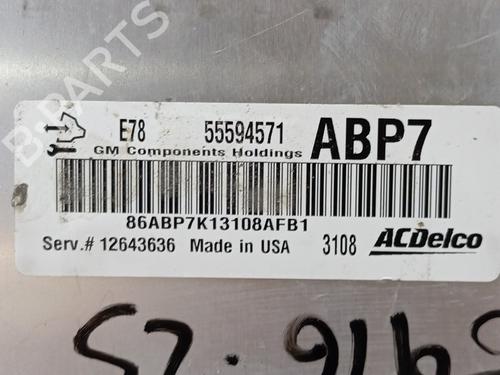 B-PARTS
E78 55594571 ABP7
GM Components Holdings
86ABP7K13108AFB1
Serv.# 12643636 Made in USA 3108 ACDelco